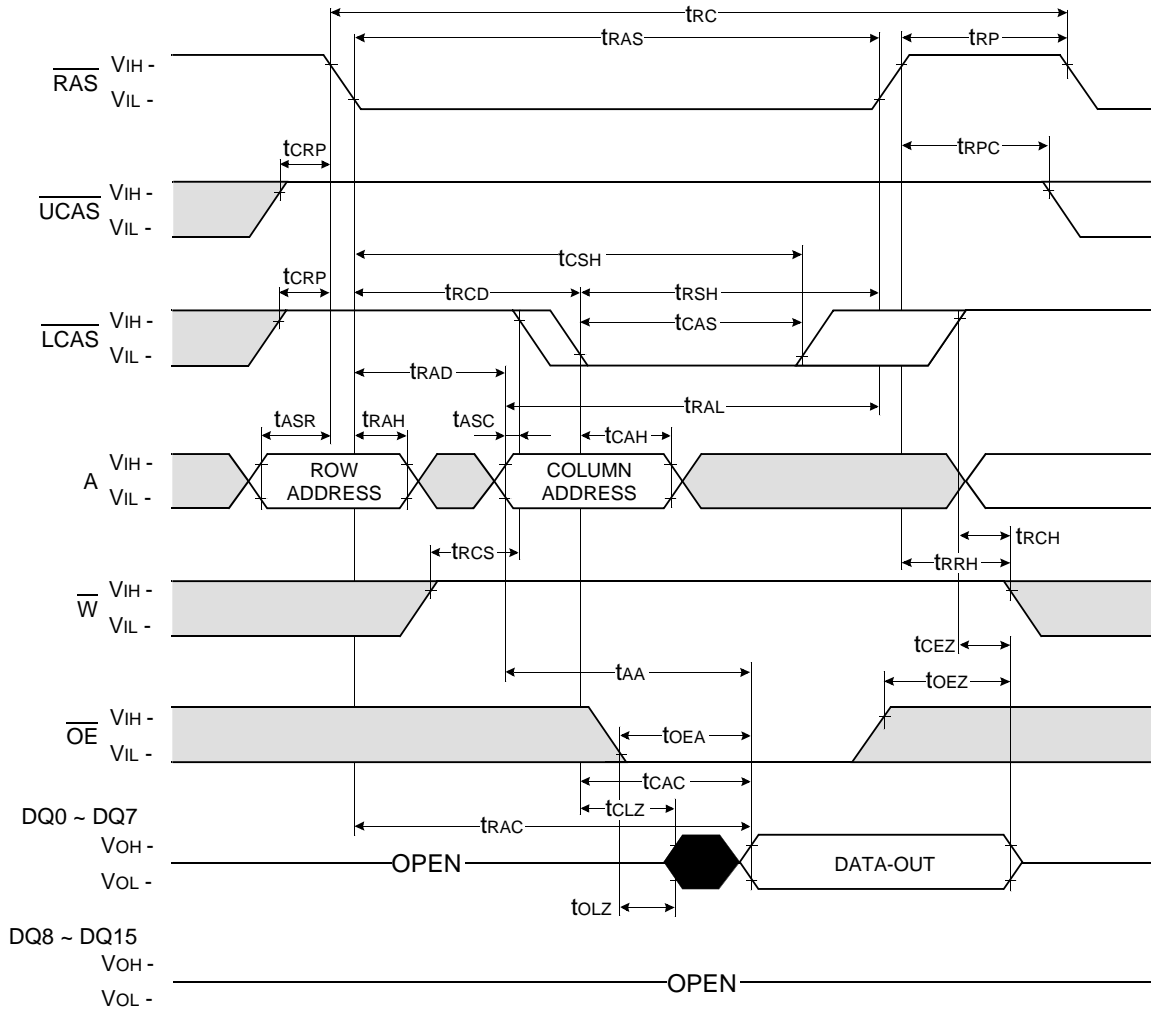 tRC
tRAS
tRP
RAS
VIH -
VIL -
tCRP
tRPC
UCAS
VIH -
VIL -
tCSH
tCRP
tRCD
tRSH
LCAS
VIH -
VIL -
tCAS
tRAD
tRAL
tASR
tRAH
tASC
tCAH
A
VIH -
VIL -
ROW
ADDRESS
COLUMN
ADDRESS
tRCS
tRCH
tRRH
W
VIH -
VIL -
tCEZ
tAA
tOEZ
OE
VIH -
VIL -
tOEA
tCAC
tCLZ
DQ0 ~ DQ7
tRAC
VOH -
VOL -
OPEN
DATA-OUT
tOLZ
DQ8 ~ DQ15
VOH -
VOL -
OPEN